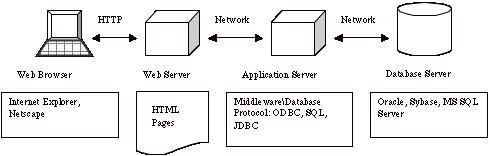 HTTP
Network
Network
Web Browser
Web Server
Application Server
Database Server
Internet Explorer,
Netscape
HTML
Pages
Middleware\Database
Protocol: ODBC, SQL,
JDBC
Oracle, Sybase, MS SQL
Server